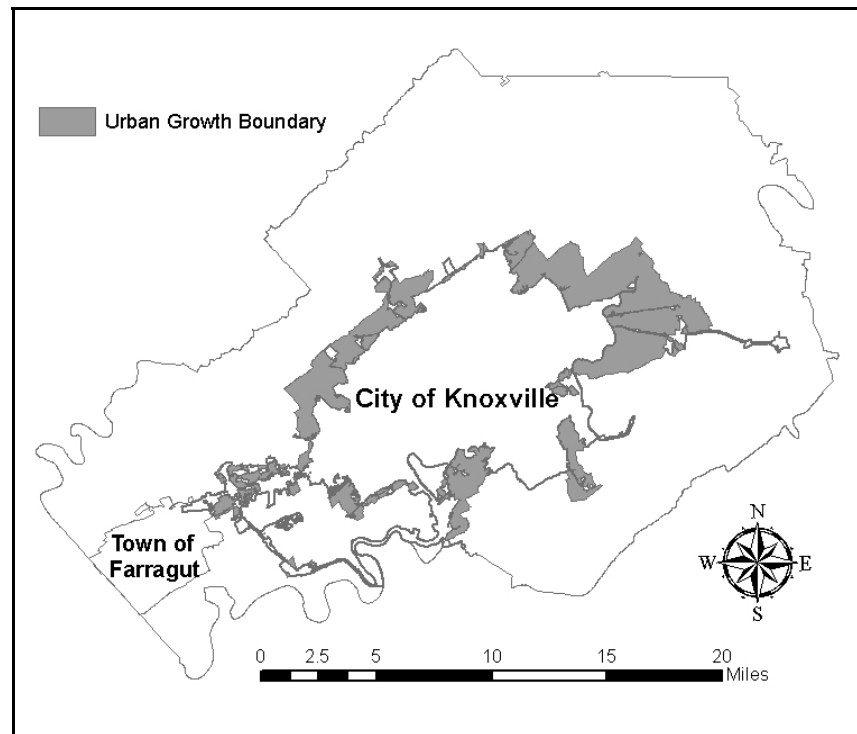 Urban Growth Boundary
City of Knoxville
Town of
Farragut
N
W
E
S
0 2.5 5 10 15 20
Miles